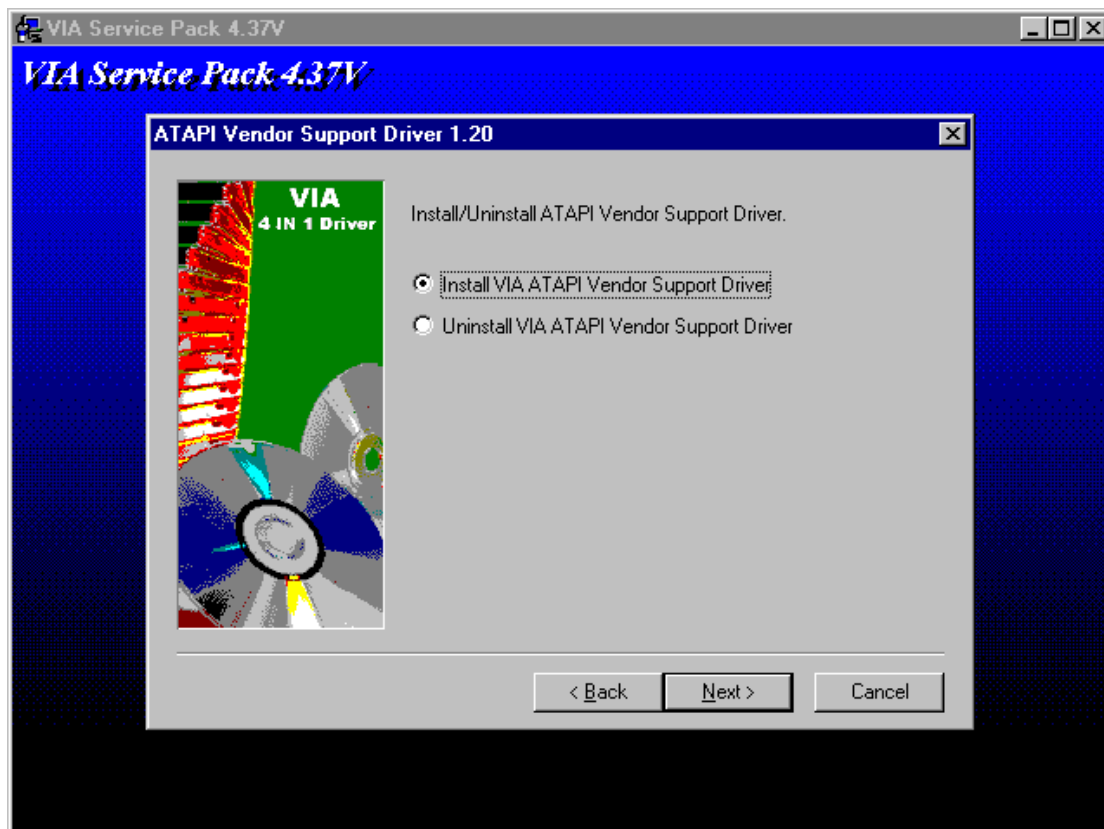 VIA Service Pack 4.37V
VIA Service Pack 4.37V
ATAPI Vendor Support Driver 1.20
VIA
4 IN 1 Driver
Install/Uninstall ATAPI Vendor Support Driver.
Install VIA ATAPI Vendor Support Driver
Uninstall VIA ATAPI Vendor Support Driver
< Back
Next >
Cancel